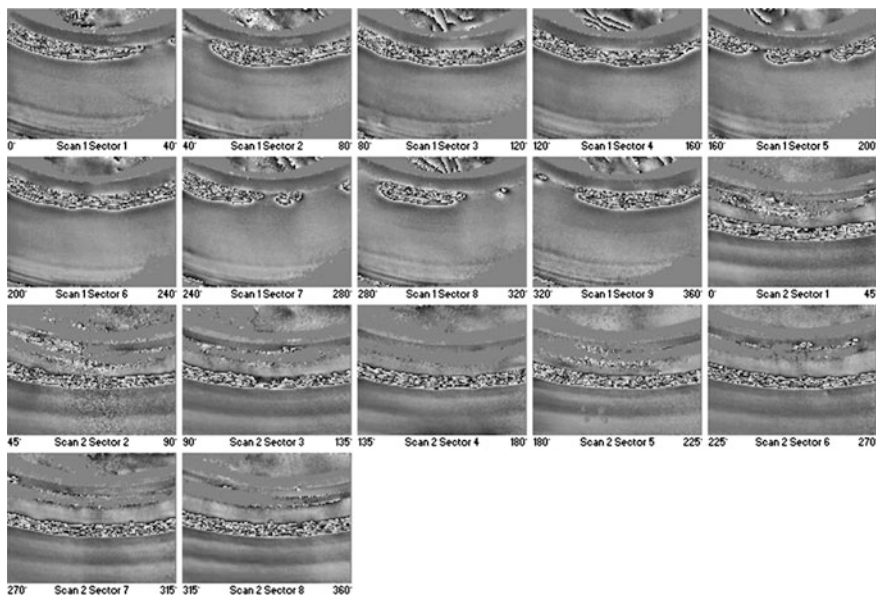 0' Scan 1 Sector 1 40' 40' Scan 1 Sector 2 80' 80' Scan 1 Sector 3 120' 120' Scan 1 Sector 4 160' 160' Scan 1 Sector 5 200'
200' Scan 1 Sector 6 240' 240' Scan 1 Sector 7 280' 280' Scan 1 Sector 8 320' 320' Scan 1 Sector 9 360' 0' Scan 2 Sector 1 45'
45' Scan 2 Sector 2 90' 90' Scan 2 Sector 3 135' 135' Scan 2 Sector 4 180' 180' Scan 2 Sector 5 225' 225' Scan 2 Sector 6 270'
270' Scan 2 Sector 7 315' 315' Scan 2 Sector 8 360'